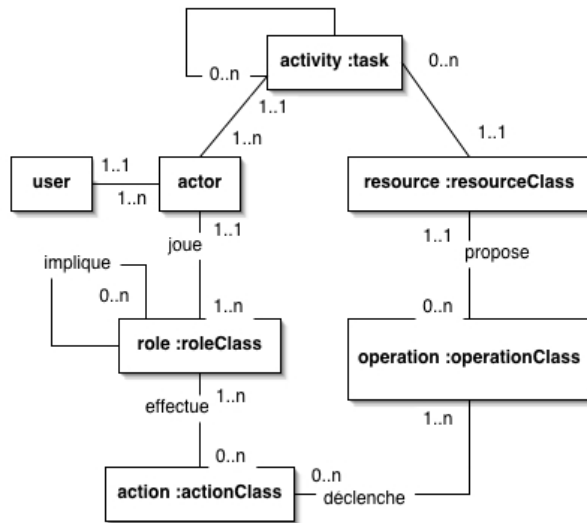 activity :task
0..n
0..n
1..1
1..n
1..1
user
1..1
1..n
actor
resource :resourceClass
joue
1..1
1..1
propose
implique
0..n
1..n
0..n
role :roleClass
operation :operationClass
effectue
1..n
1..n
0..n
action :actionClass
0..n
déclenche